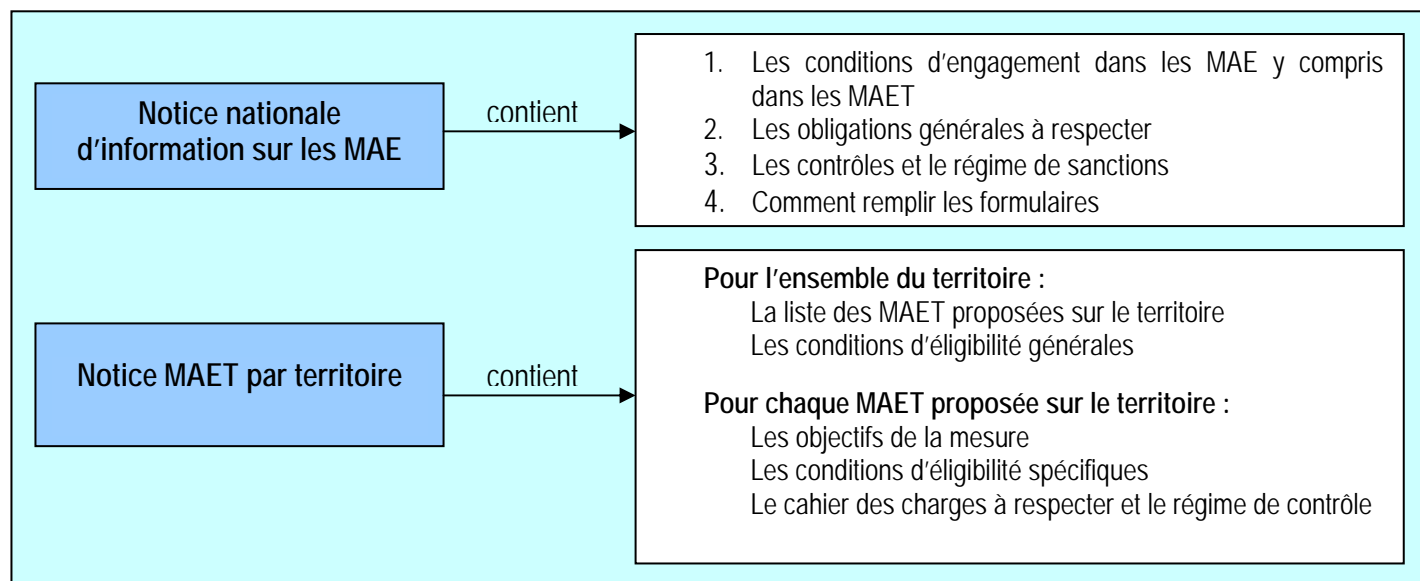 Notice nationale
d'information sur les MAE
contient
1. Les conditions d'engagement dans les MAE y compris
dans les MAET
2. Les obligations générales à respecter
3. Les contrôles et le régime de sanctions
4. Comment remplir les formulaires
Notice MAET par territoire
contient
Pour l'ensemble du territoire :
La liste des MAET proposées sur le territoire
Les conditions d'éligibilité générales
Pour chaque MAET proposée sur le territoire :
Les objectifs de la mesure
Les conditions d'éligibilité spécifiques
Le cahier des charges à respecter et le régime de contrôle